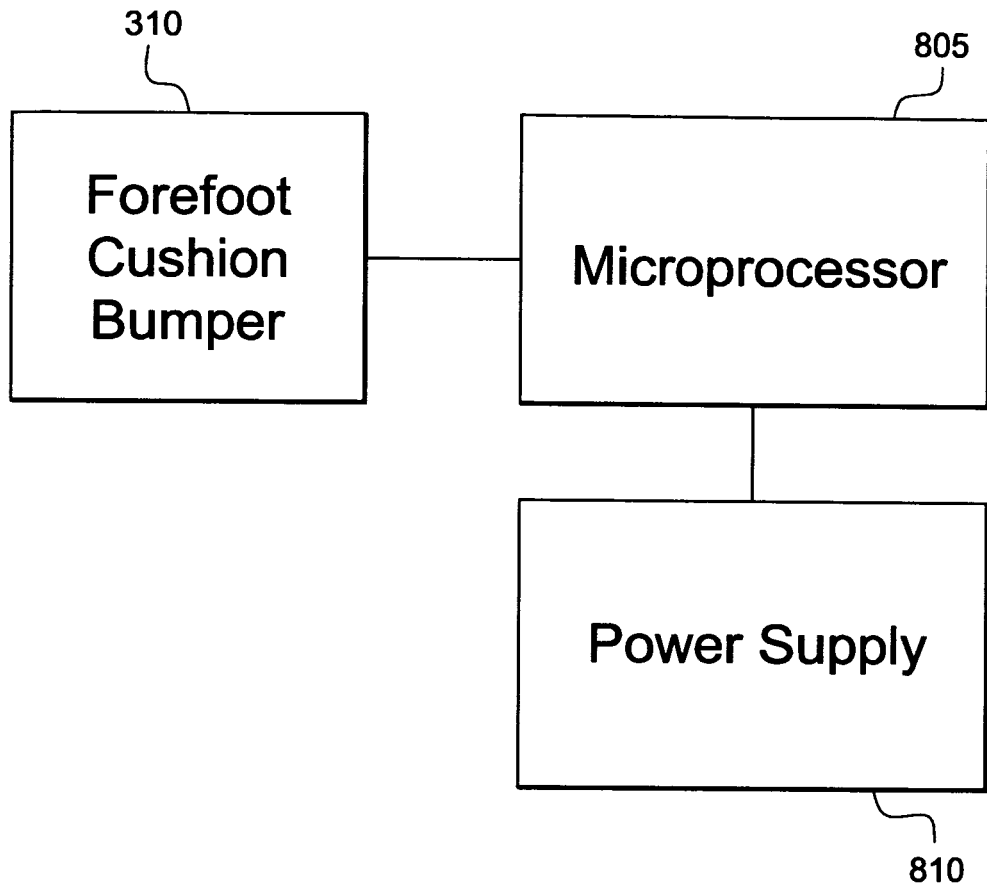 310
805
Forefoot
Cushion
Bumper
Microprocessor
Power Supply
810